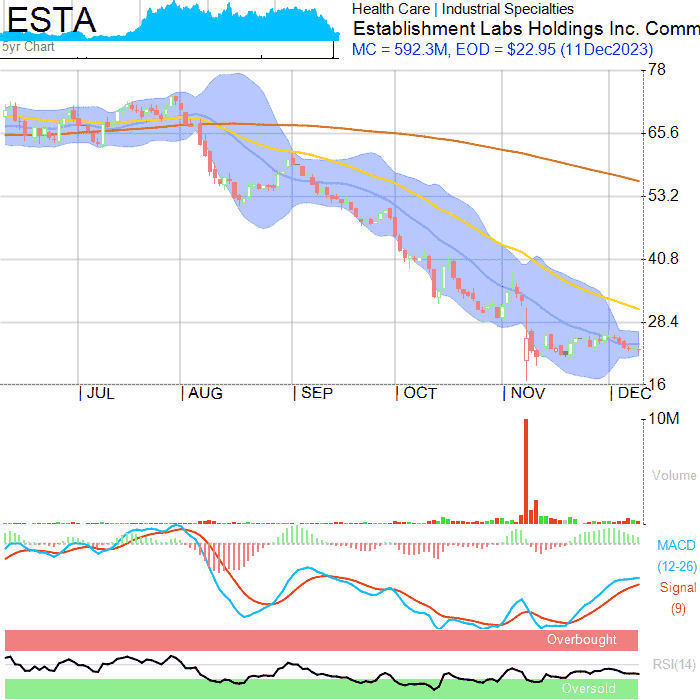 ESTA
5yr Chart
Health Care | Industrial Specialties
Establishment Labs Holdings Inc. Comm
MC = 592.3M, EOD = $22.95 (11Dec2023)
78
65.6
53.2
40.8
28.4
16
JUL AUG SEP OCT NOV DEC
10M
Volume
MACD
(12-26)
Signal
(9)
Overbought
RSI(14)
Oversold